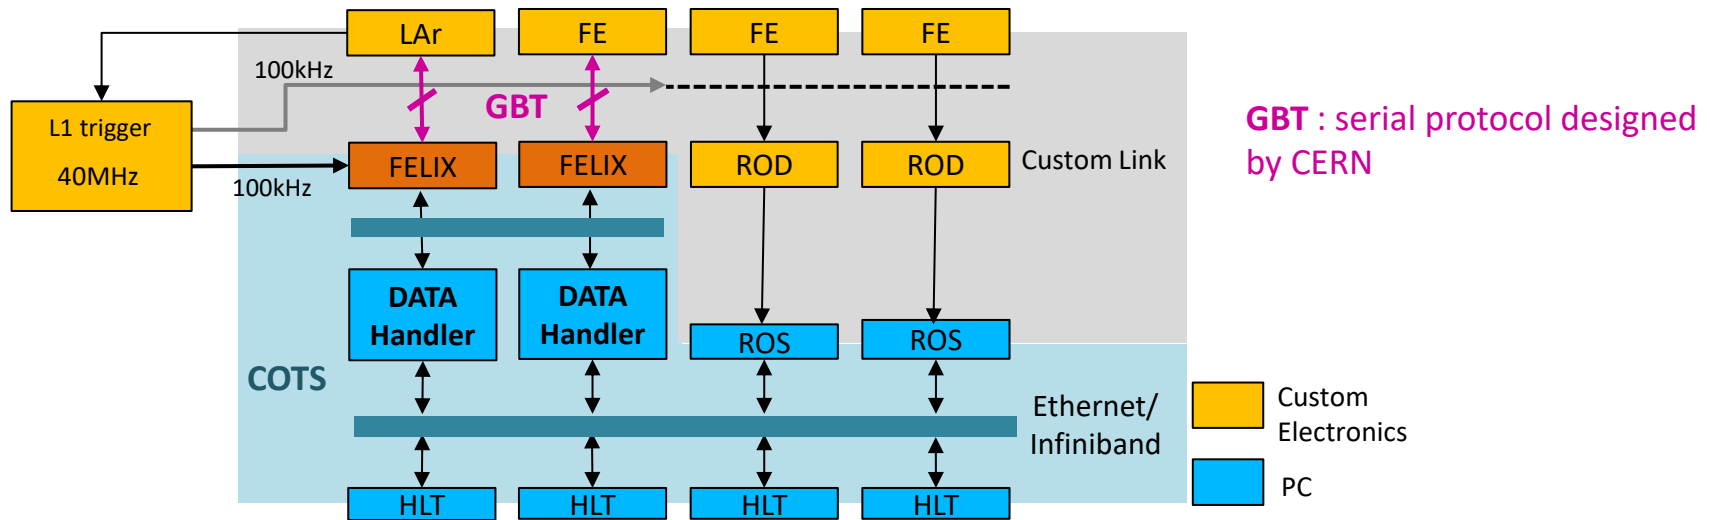 LAr
FE
FE
FE
100kHz
GBT
L1 trigger
40MHz
100kHz
FELIX
FELIX
ROD
ROD
Custom Link
GBT : serial protocol designed
by CERN
DATA
Handler
DATA
Handler
ROS
ROS
COTS
Ethernet/
Infiniband
HLT
HLT
HLT
HLT
Custom
Electronics
PC